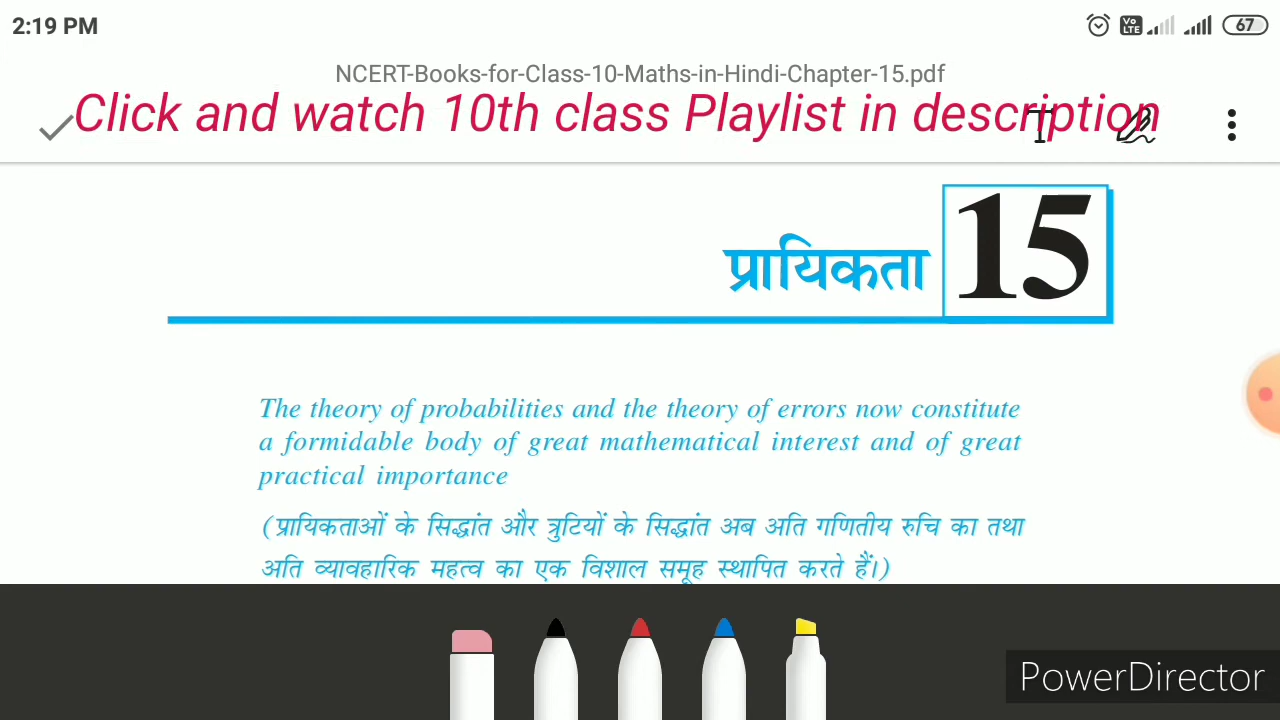 2:19 PM
Vo LTE
67
NCERT-Books-for-Class-10-Maths-in-Hindi-Chapter-15.pdf
Click and watch 10th class Playlist in description
T
प्रायिकता 15
The theory of probabilities and the theory of errors now constitute
a formidable body of great mathematical interest and of great
practical importance
(प्रायिकताओं के सिद्धांत और त्रुटियों के सिद्धांत अब अति गणितीय रुचि का तथा
अति व्यावहारिक महत्व का एक विशाल समूह स्थापित करते हैं।)
PowerDirector